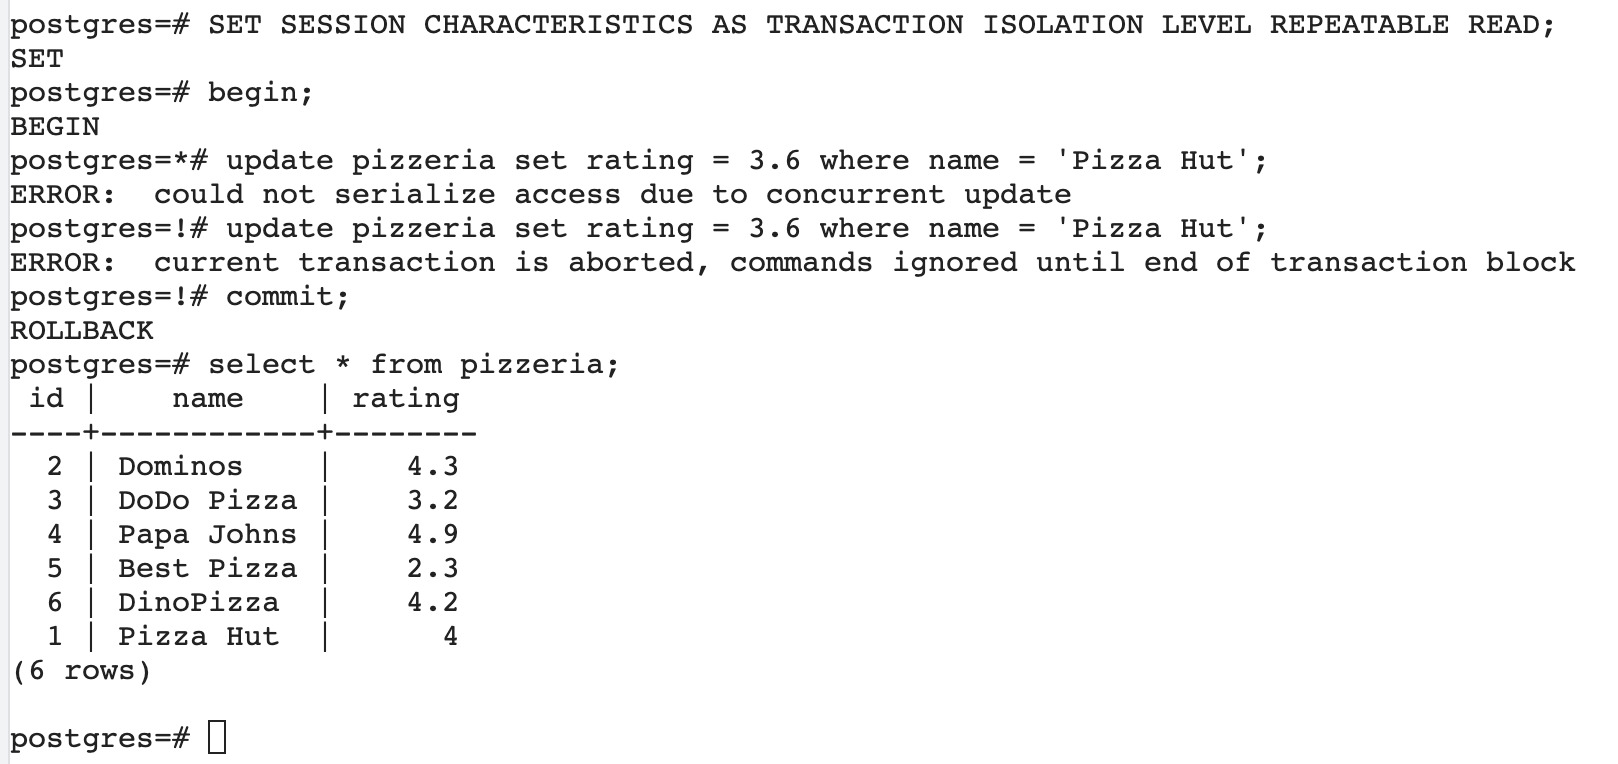 postgres=# SET SESSION CHARACTERISTICS AS TRANSACTION ISOLATION LEVEL REPEATABLE READ;
SET
postgres=# begin;
BEGIN
postgres=*# update pizzeria set rating = 3.6 where name = 'Pizza Hut';
ERROR:  could not serialize access due to concurrent update
postgres=!# update pizzeria set rating = 3.6 where name = 'Pizza Hut';
ERROR:  current transaction is aborted, commands ignored until end of transaction block
postgres=!# commit;
ROLLBACK
postgres=# select * from pizzeria;
 id |    name    | rating
----+------------+--------
  2 | Dominos    |    4.3
  3 | DoDo Pizza |    3.2
  4 | Papa Johns |    4.9
  5 | Best Pizza |    2.3
  6 | DinoPizza  |    4.2
  1 | Pizza Hut  |      4
(6 rows)
postgres=#